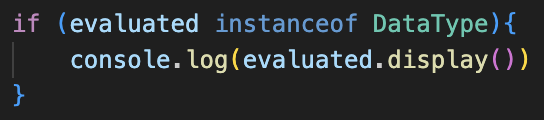 if (evaluated instanceof DataType){
    console.log(evaluated.display())
}